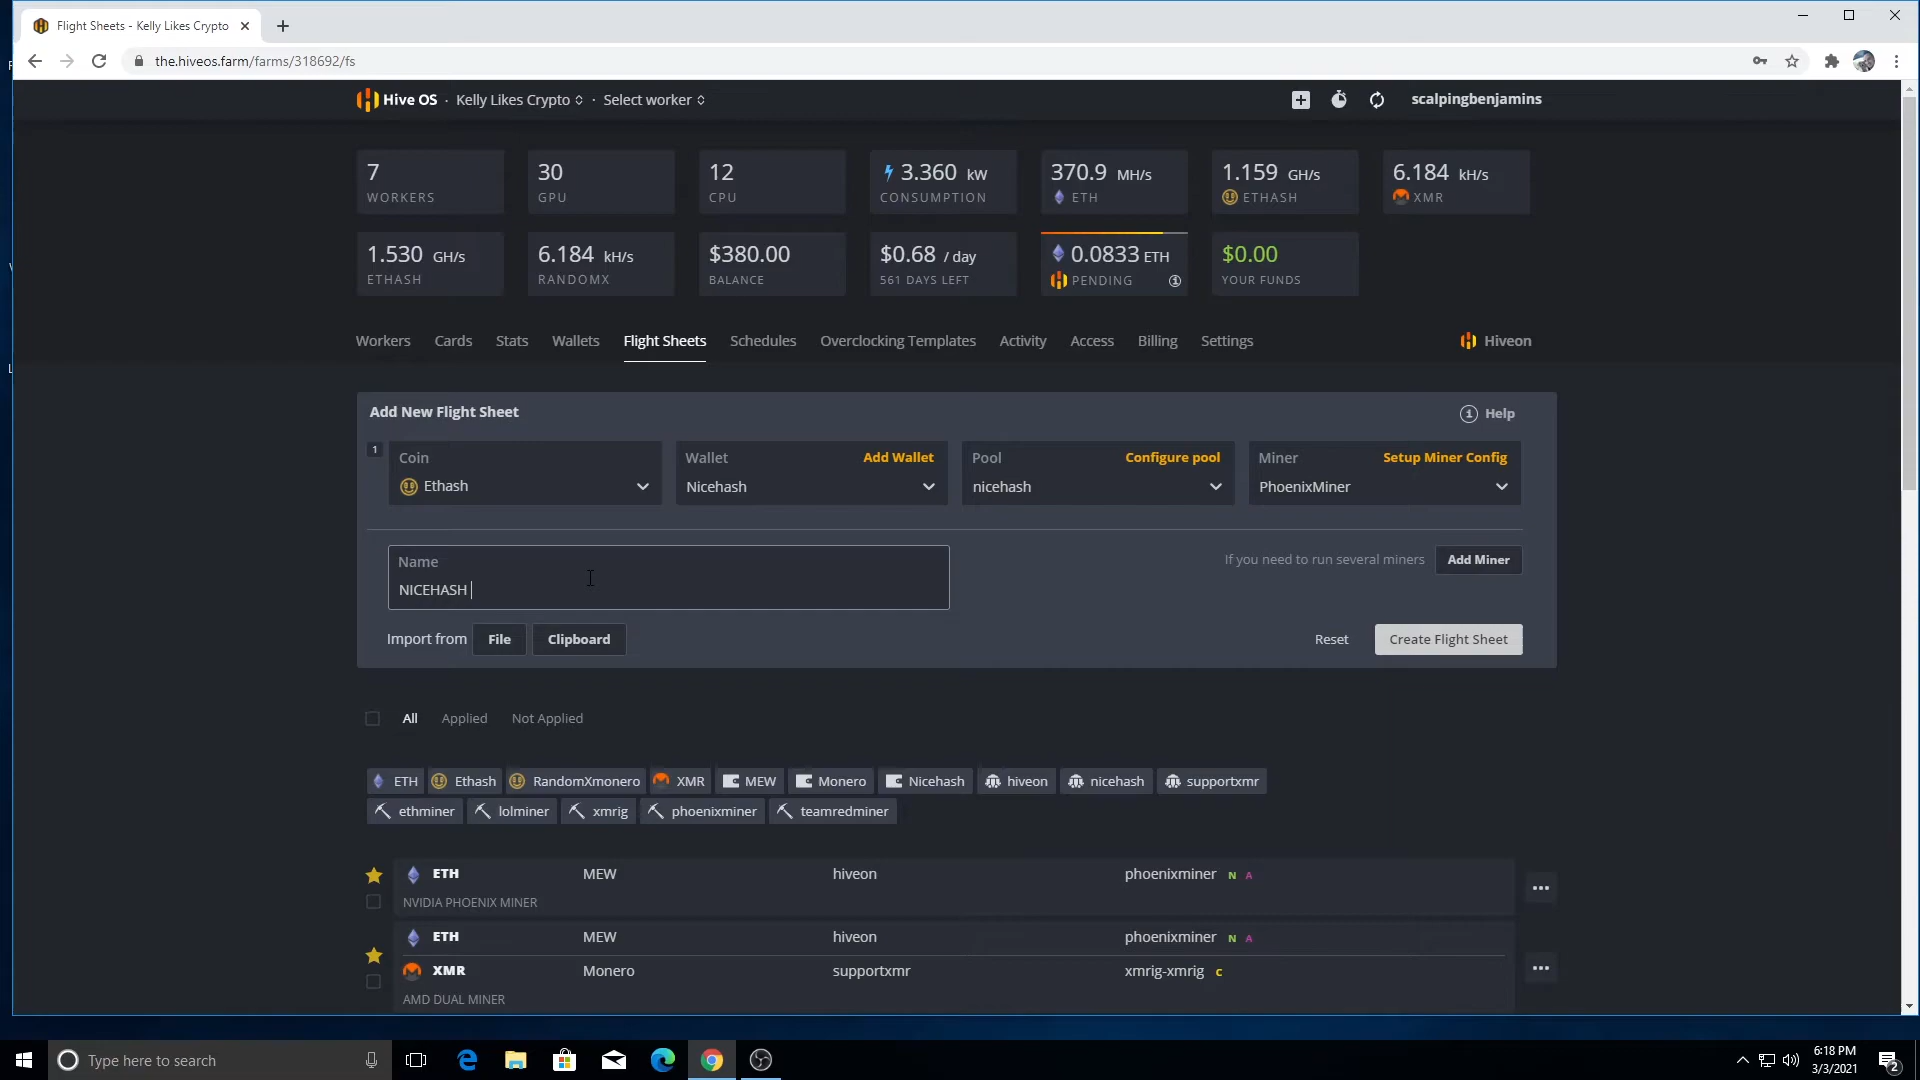 Flight Sheets - Kelly Likes Crypto
the.hiveos.farm/farms/318692/fs
Hive OS · Kelly Likes Crypto · Select worker
scalpingbenjamins
7
WORKERS
30
GPU
12
CPU
3.360 kW
CONSUMPTION
370.9 MH/s
ETH
1.159 GH/s
ETHASH
6.184 kH/s
XMR
1.530 GH/s
ETHASH
6.184 kH/s
RANDOMX
$380.00
BALANCE
$0.68 / day
561 DAYS LEFT
0.0833 ETH
PENDING
$0.00
YOUR FUNDS
Workers Cards Stats Wallets Flight Sheets Schedules Overclocking Templates Activity Access Billing Settings Hiveon
Add New Flight Sheet
Help
1
Coin
Ethash
Wallet Add Wallet
Nicehash
Pool Configure pool
nicehash
Miner Setup Miner Config
PhoenixMiner
Name
NICEHASH
If you need to run several miners Add Miner
Import from File Clipboard
Reset Create Flight Sheet
All Applied Not Applied
ETH Ethash RandomXmonero XMR MEW Monero Nicehash hiveon nicehash supportxmr
ethminer lolminer xmrig phoenixminer teamredminer
ETH MEW hiveon phoenixminer N A
NVIDIA PHOENIX MINER
ETH MEW hiveon phoenixminer N A
XMR Monero supportxmr xmrig-xmrig C
AMD DUAL MINER
Type here to search
6:18 PM
3/3/2021
2